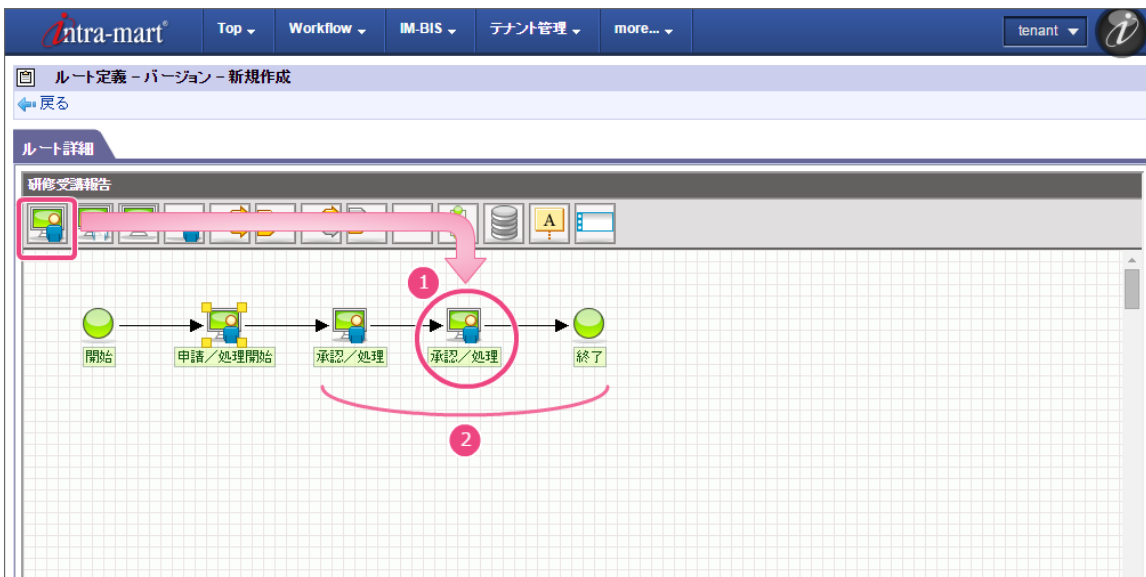 intra-mart® Top Workflow IM-BIS テナント管理 more... tenant
ルート定義 - バージョン - 新規作成
戻る
ルート詳細
研修受講報告
A
1
開始 申請/処理開始 承認/処理 承認/処理 終了
2